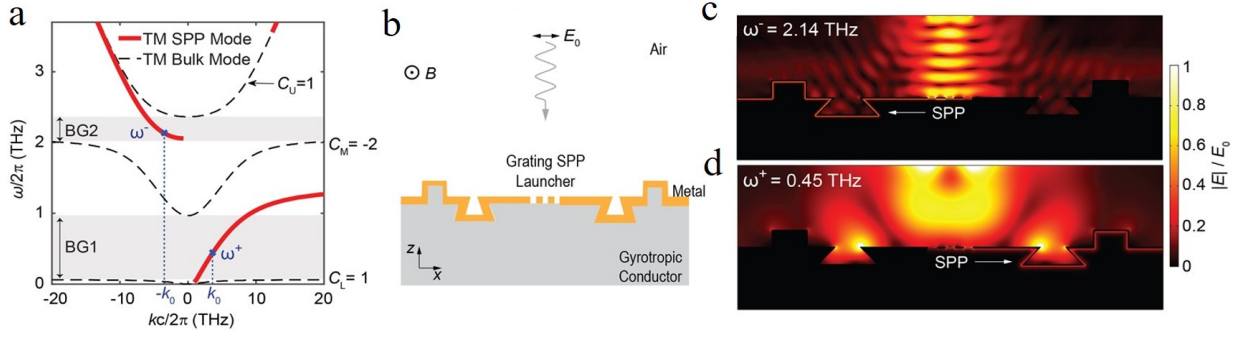 a
TM SPP Mode
TM Bulk Mode
C_U=1
BG2
ω⁻
C_M= -2
BG1
ω⁺
C_L= 1
3
2
1
0
ω/2π (THz)
-20
-10
-k₀
0
k₀
10
20
kc/2π (THz)
b
E₀
Air
B
Grating SPP
Launcher
Metal
z
x
Gyrotropic
Conductor
c
ω⁻ = 2.14 THz
SPP
d
ω⁺ = 0.45 THz
SPP
1
0.8
0.6
0.4
0.2
0
|E| / E₀